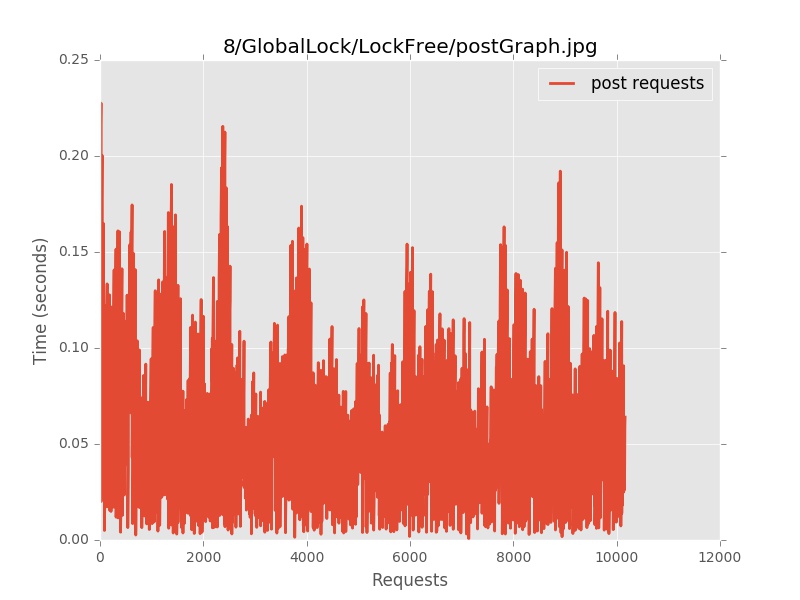 8/GlobalLock/LockFree/postGraph.jpg
0.25
post requests
0.20
0.15
Time (seconds)
0.10
0.05
0.00
0 2000 4000 6000 8000 10000 12000
Requests